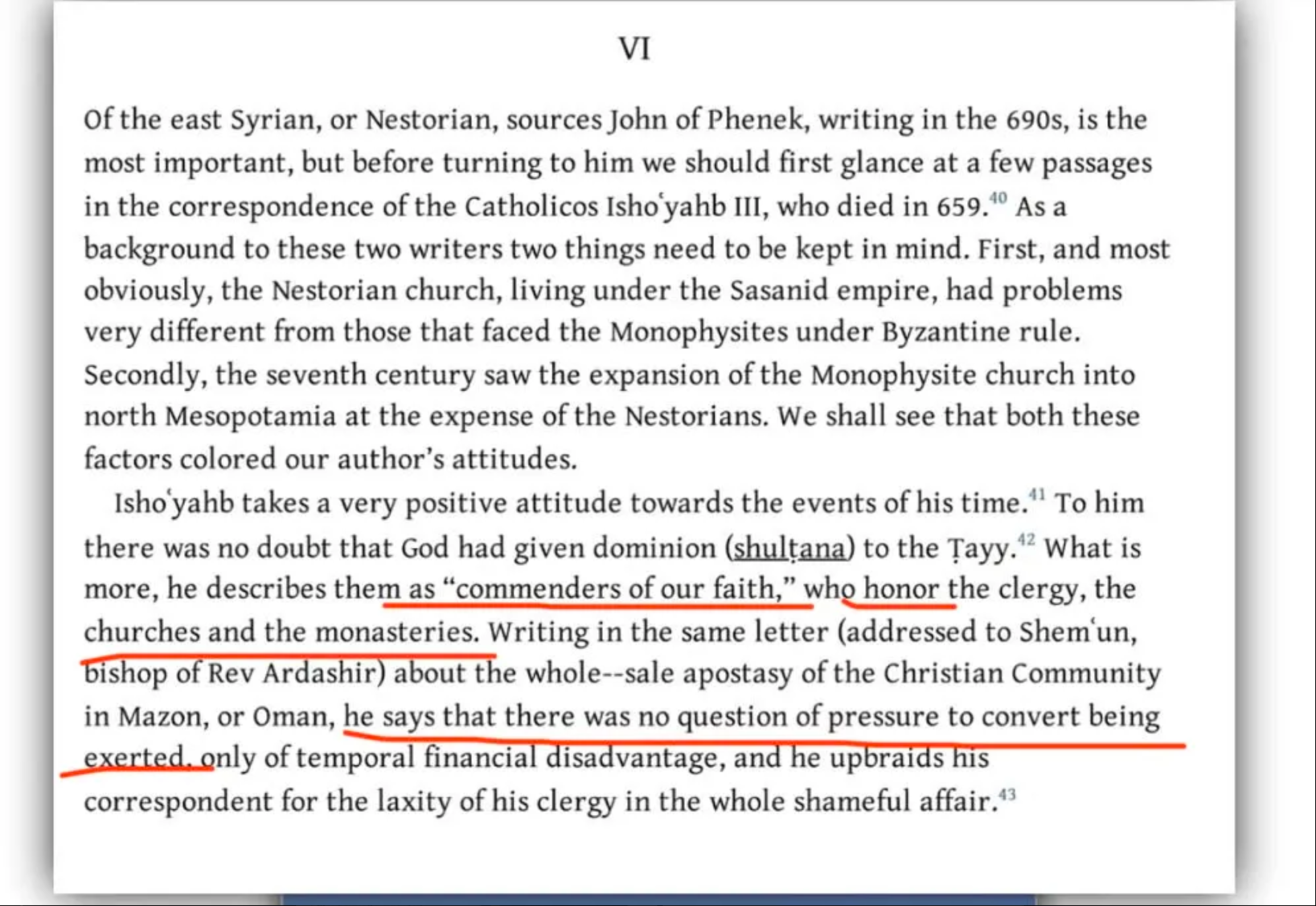 VI
Of the east Syrian, or Nestorian, sources John of Phenek, writing in the 690s, is the
most important, but before turning to him we should first glance at a few passages
in the correspondence of the Catholicos Ishoʿyahb III, who died in 659.⁴⁰ As a
background to these two writers two things need to be kept in mind. First, and most
obviously, the Nestorian church, living under the Sasanid empire, had problems
very different from those that faced the Monophysites under Byzantine rule.
Secondly, the seventh century saw the expansion of the Monophysite church into
north Mesopotamia at the expense of the Nestorians. We shall see that both these
factors colored our author’s attitudes.
Ishoʿyahb takes a very positive attitude towards the events of his time.⁴¹ To him
there was no doubt that God had given dominion (shulṭana) to the Ṭayy.⁴² What is
more, he describes them as “commenders of our faith,” who honor the clergy, the
churches and the monasteries. Writing in the same letter (addressed to Shemʿun,
bishop of Rev Ardashir) about the whole--sale apostasy of the Christian Community
in Mazon, or Oman, he says that there was no question of pressure to convert being
exerted, only of temporal financial disadvantage, and he upbraids his
correspondent for the laxity of his clergy in the whole shameful affair.⁴³